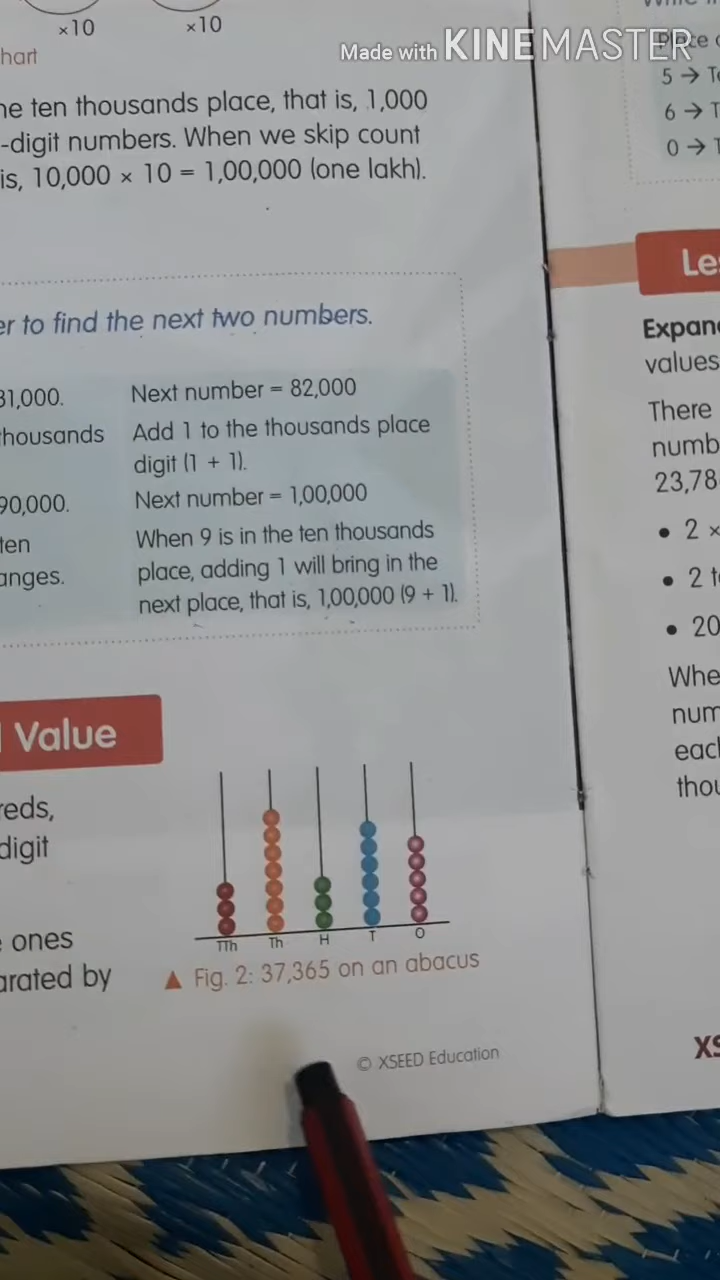 ×10
×10
Made with KINEMASTER
hart
ne ten thousands place, that is, 1,000
-digit numbers. When we skip count
is, 10,000 × 10 = 1,00,000 (one lakh).
er to find the next two numbers.
31,000.
Next number = 82,000
thousands
Add 1 to the thousands place
digit (1 + 1).
90,000.
Next number = 1,00,000
ten
When 9 is in the ten thousands
anges.
place, adding 1 will bring in the
next place, that is, 1,00,000 (9 + 1).
Value
reds,
digit
ones
arated by
TTh Th H T O
▲ Fig. 2: 37,365 on an abacus
© XSEED Education
Place
5 → T
6 → T
0 → T
Le
Expan
values
There
numb
23,78
• 2 ×
• 2 t
• 20
Whe
num
each
thou
XS